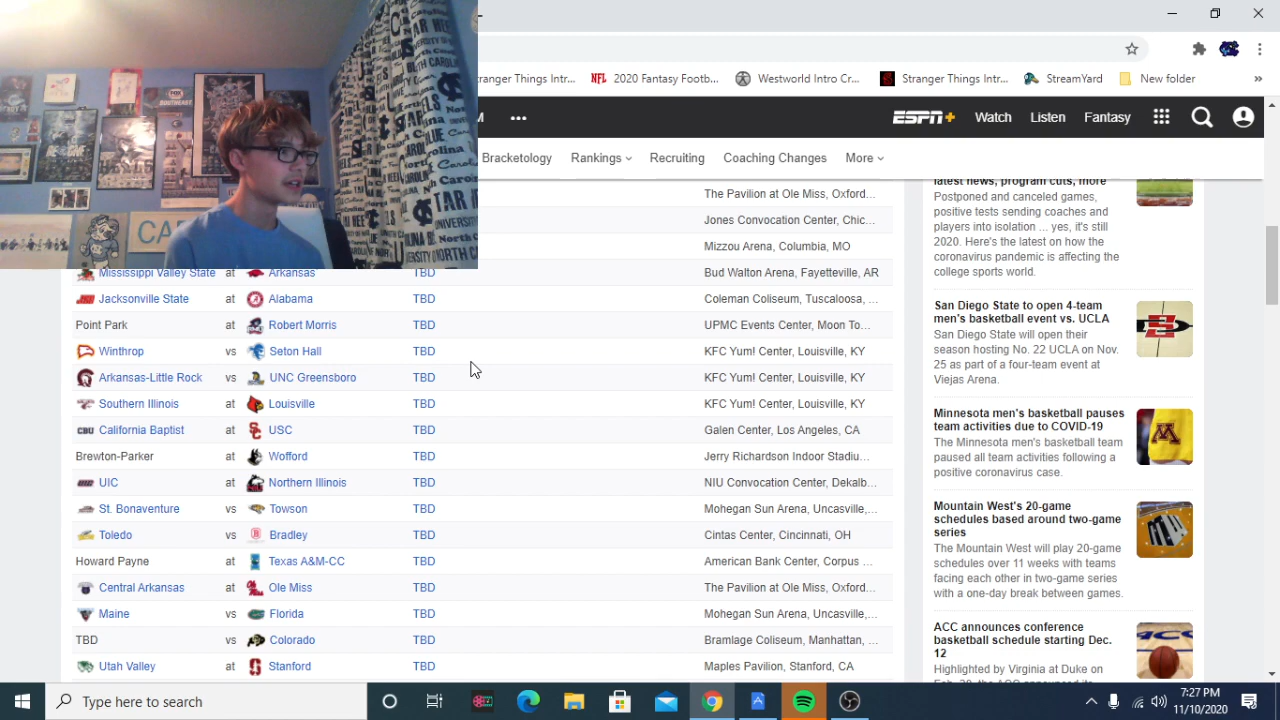 Stranger Things Intr...
NFL 2020 Fantasy Footb...
Westworld Intro Cr...
Stranger Things Intr...
StreamYard
New folder
»
M ... ESPN+ Watch Listen Fantasy
Bracketology Rankings Recruiting Coaching Changes More
The Pavilion at Ole Miss, Oxford...
Jones Convocation Center, Chic...
Mizzou Arena, Columbia, MO
Mississippi Valley State at Arkansas TBD Bud Walton Arena, Fayetteville, AR
Jacksonville State at Alabama TBD Coleman Coliseum, Tuscaloosa, ...
Point Park at Robert Morris TBD UPMC Events Center, Moon To...
Winthrop vs Seton Hall TBD KFC Yum! Center, Louisville, KY
Arkansas-Little Rock vs UNC Greensboro TBD KFC Yum! Center, Louisville, KY
Southern Illinois at Louisville TBD KFC Yum! Center, Louisville, KY
CBU California Baptist at USC TBD Galen Center, Los Angeles, CA
Brewton-Parker at Wofford TBD Jerry Richardson Indoor Stadiu...
UIC at Northern Illinois TBD NIU Convocation Center, Dekalb...
St. Bonaventure vs Towson TBD Mohegan Sun Arena, Uncasville,...
Toledo vs Bradley TBD Cintas Center, Cincinnati, OH
Howard Payne at Texas A&M-CC TBD American Bank Center, Corpus ...
Central Arkansas at Ole Miss TBD The Pavilion at Ole Miss, Oxford...
Maine vs Florida TBD Mohegan Sun Arena, Uncasville,...
TBD vs Colorado TBD Bramlage Coliseum, Manhattan, ...
Utah Valley at Stanford TBD Maples Pavilion, Stanford, CA
latest news, program cuts, more
Postponed and canceled games,
positive tests sending coaches and
players into isolation ... yes, it's still
2020. Here's the latest on how the
coronavirus pandemic is affecting the
college sports world.
San Diego State to open 4-team
men's basketball event vs. UCLA
San Diego State will open their
season hosting No. 22 UCLA on Nov.
25 as part of a four-team event at
Viejas Arena.
Minnesota men's basketball pauses
team activities due to COVID-19
The Minnesota men's basketball team
paused all team activities following a
positive coronavirus case.
Mountain West's 20-game
schedules based around two-game
series
The Mountain West will play 20-game
schedules over 11 weeks with teams
facing each other in two-game series
with a one-day break between games.
ACC announces conference
basketball schedule starting Dec.
12
Highlighted by Virginia at Duke on
Type here to search
7:27 PM
11/10/2020